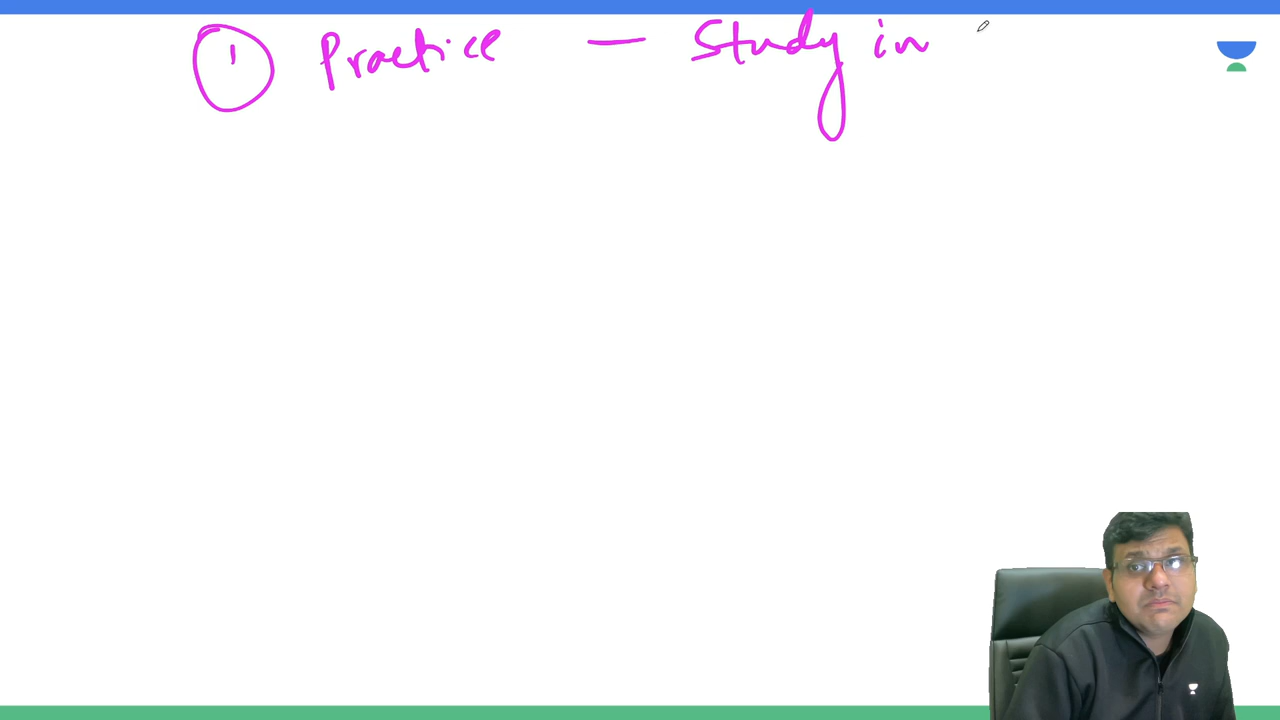 ① Practice — Study in